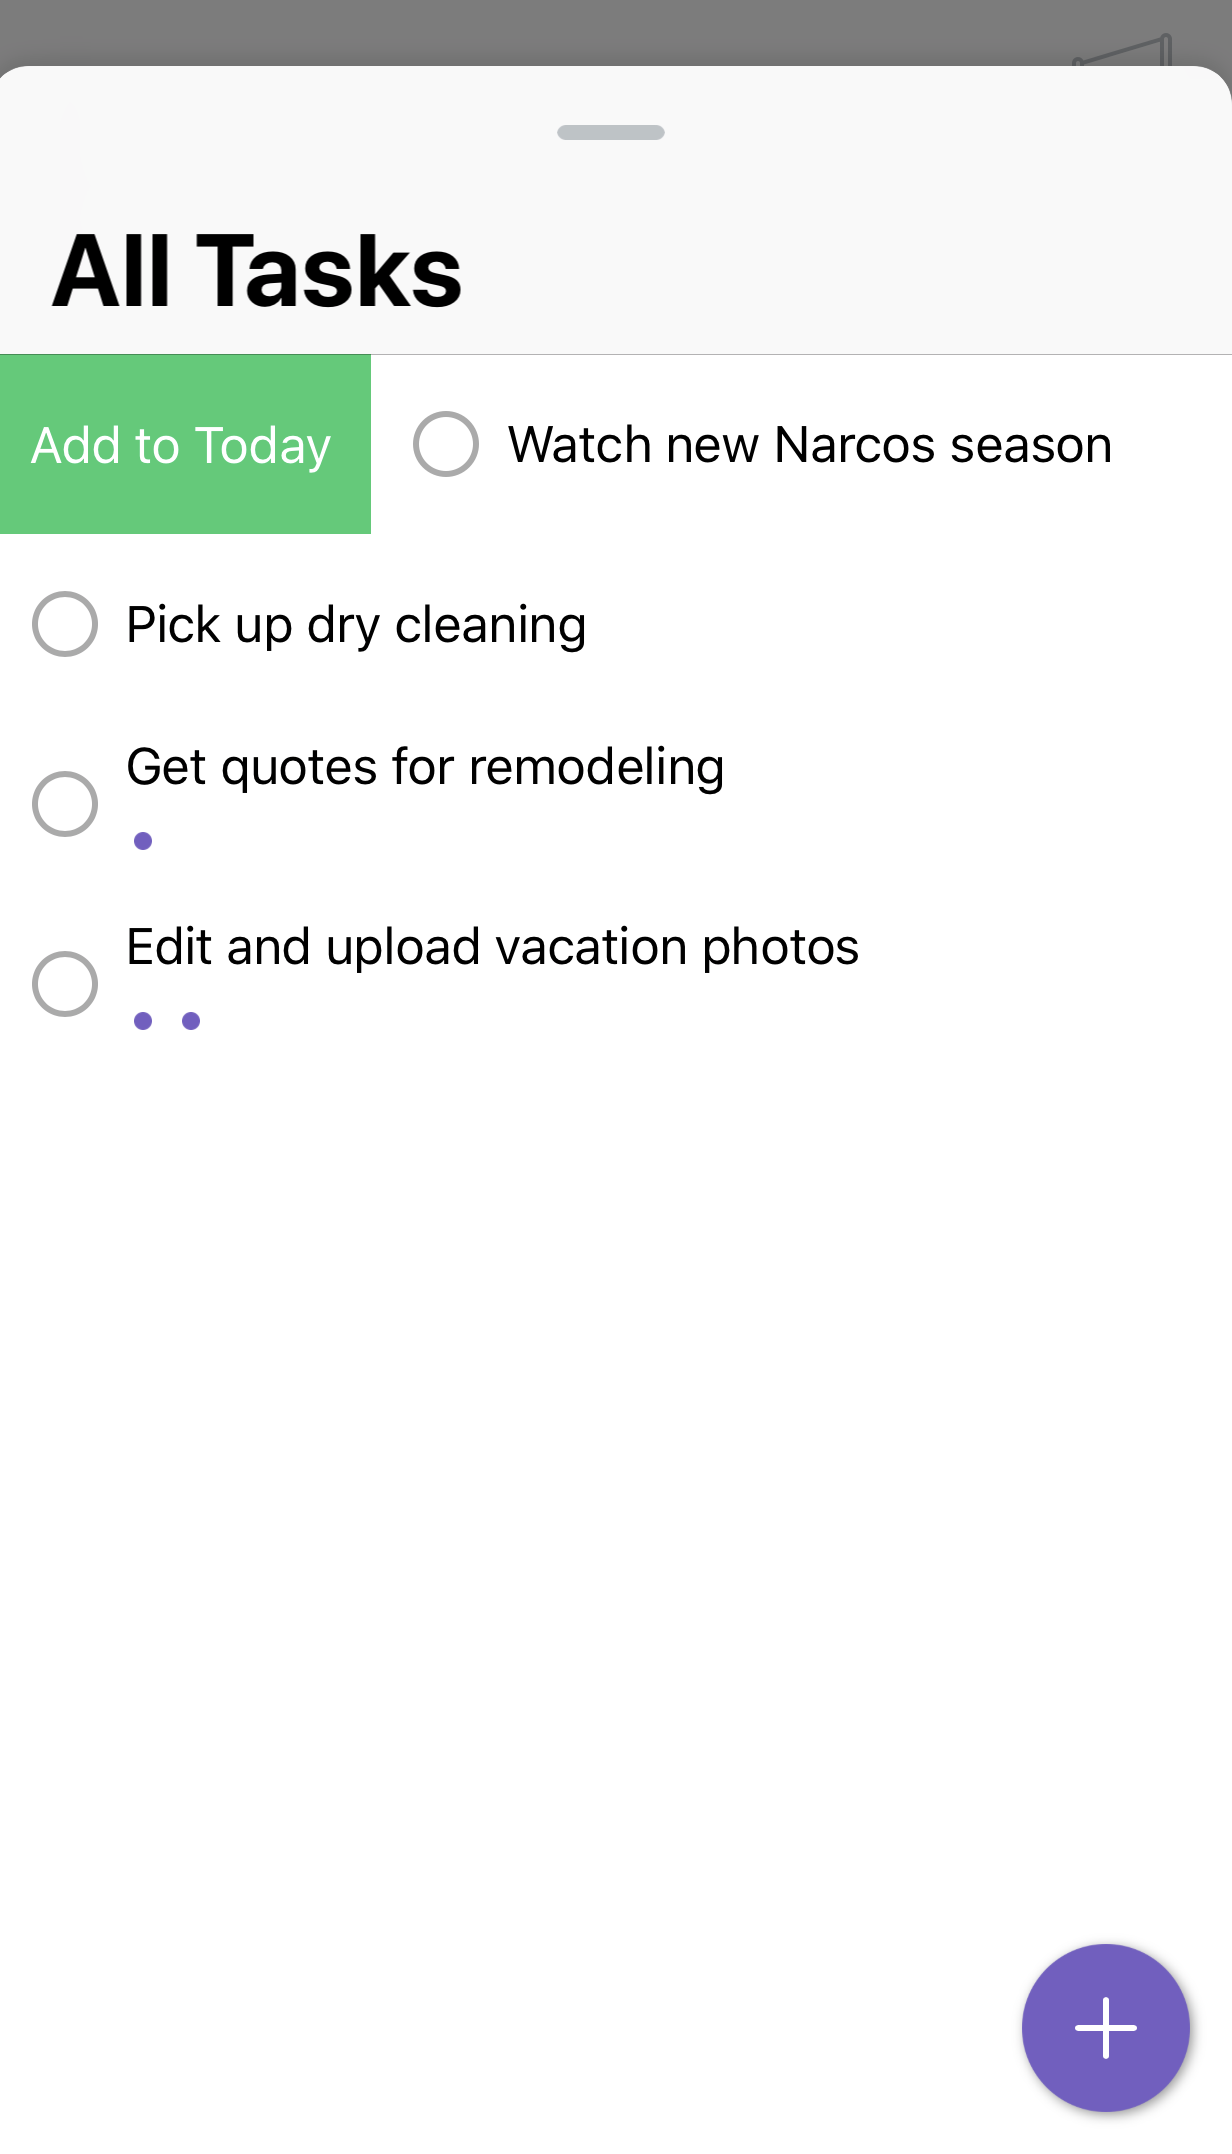 All Tasks
Add to Today
Watch new Narcos season
Pick up dry cleaning
Get quotes for remodeling
Edit and upload vacation photos